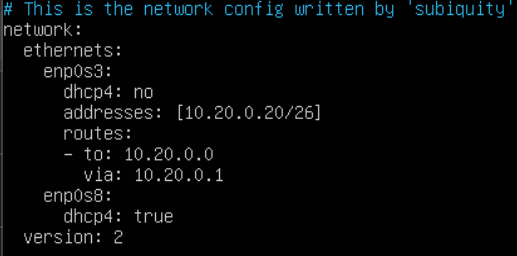 # This is the network config written by 'subiquity'
network:
  ethernets:
    enp0s3:
      dhcp4: no
      addresses: [10.20.0.20/26]
      routes:
      - to: 10.20.0.0
        via: 10.20.0.1
    enp0s8:
      dhcp4: true
  version: 2